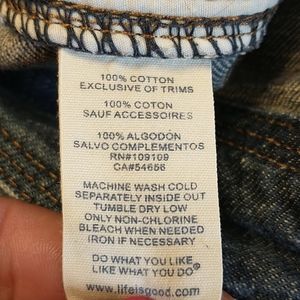 100% COTTON
EXCLUSIVE OF TRIMS
100% COTON
SAUF ACCESSOIRES
100% ALGODÓN
SALVO COMPLEMENTOS
RN#109109
CA#54656
MACHINE WASH COLD
SEPARATELY INSIDE OUT
TUMBLE DRY LOW
ONLY NON-CHLORINE
BLEACH WHEN NEEDED
IRON IF NECESSARY
DO WHAT YOU LIKE
LIKE WHAT YOU DO®
www.lifeisgood.com